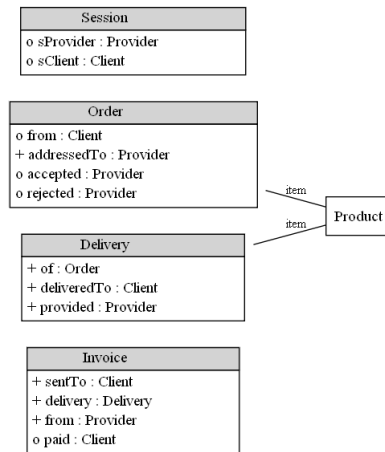 Session
o sProvider : Provider
o sClient : Client
Order
o from : Client
+ addressedTo : Provider
o accepted : Provider
o rejected : Provider
item
Product
item
Delivery
+ of : Order
+ deliveredTo : Client
+ provided : Provider
Invoice
+ sentTo : Client
+ delivery : Delivery
+ from : Provider
o paid : Client